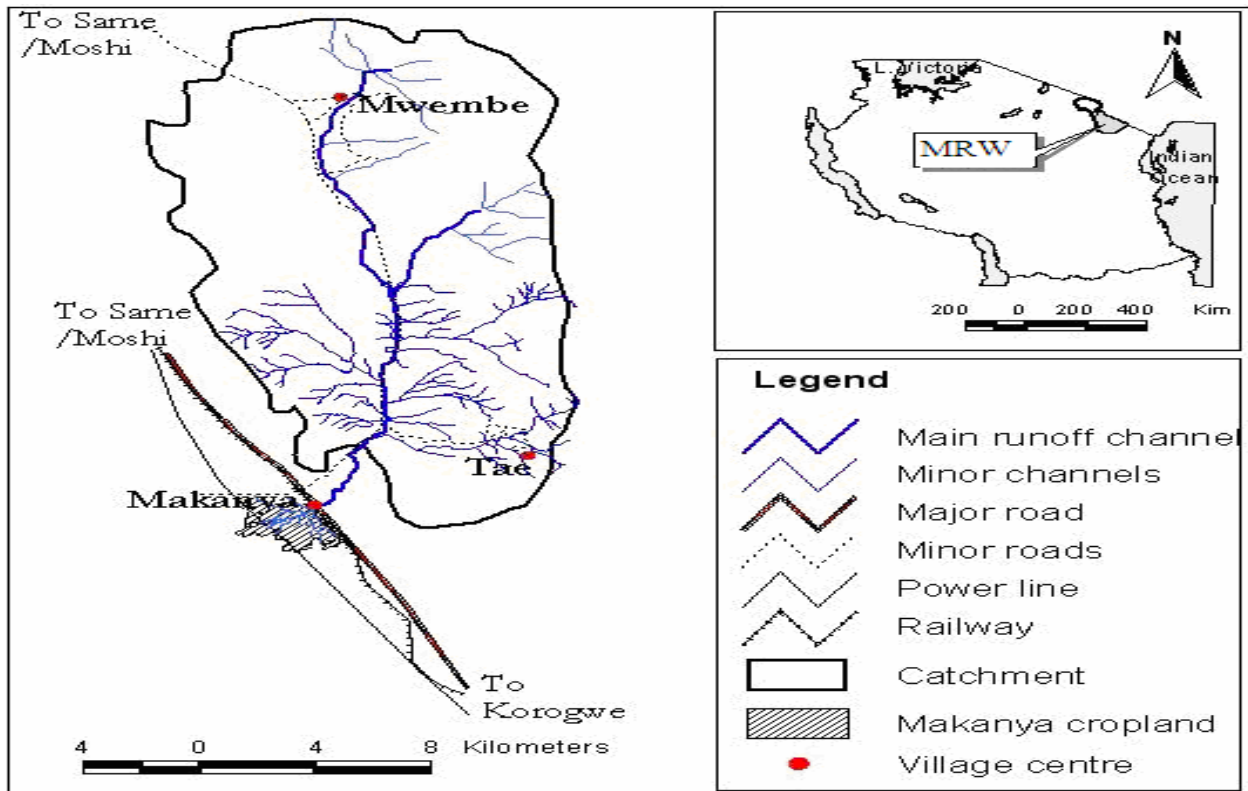 To Same
/Moshi
Mwembe
To Same
/Moshi
Tae
Makanya
To
Korogwe
4 0 4 8 Kilometers
N
L. Victoria
MRW
Indian
Ocean
200 0 200 400 Kim
Legend
Main runoff channel
Minor channels
Major road
Minor roads
Power line
Railway
Catchment
Makanya cropland
Village centre